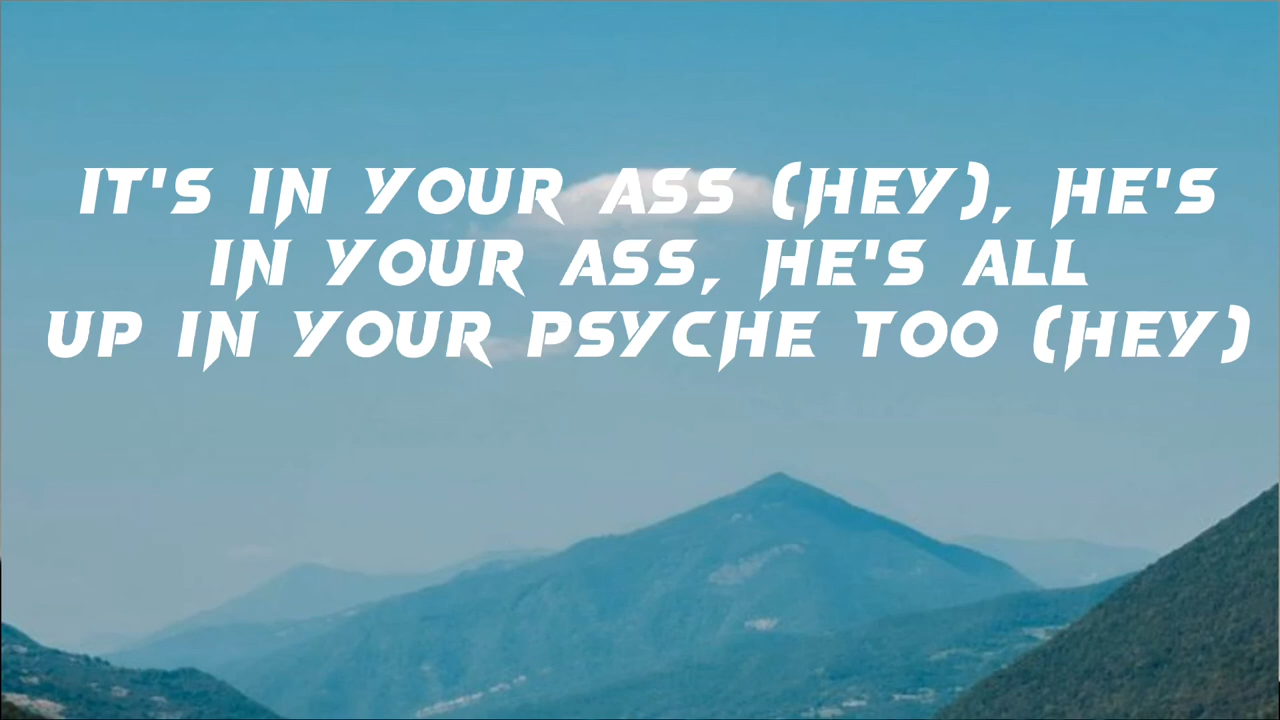 IT'S IN YOUR ASS (HEY), HE'S
IN YOUR ASS, HE'S ALL
UP IN YOUR PSYCHE TOO (HEY)